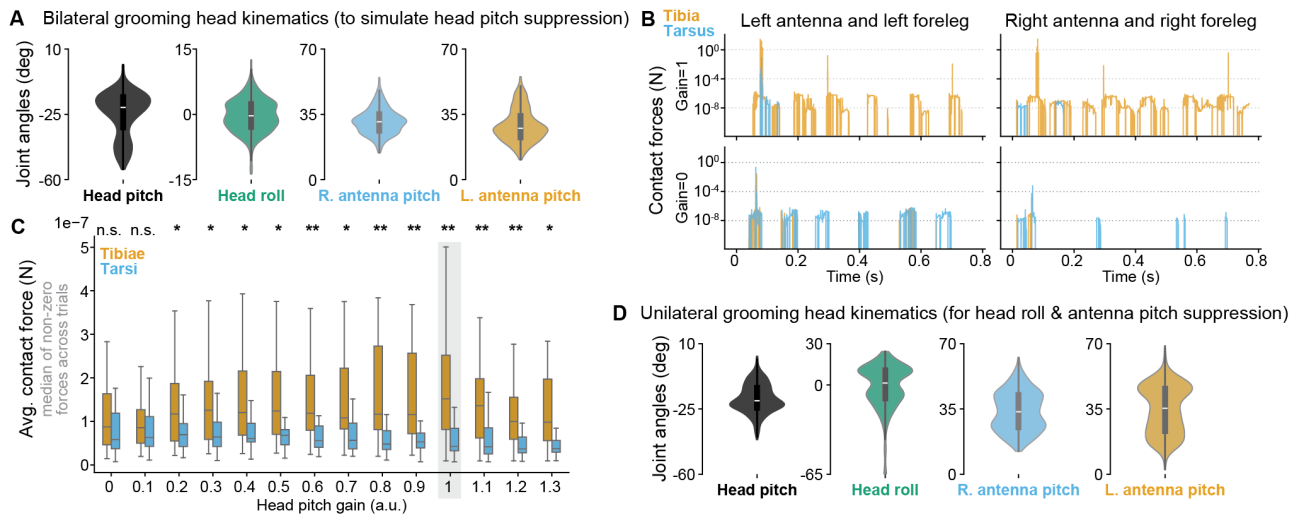 A Bilateral grooming head kinematics (to simulate head pitch suppression)
Joint angles (deg)
10
-25
-60
Head pitch
15
0
-15
Head roll
70
35
0
R. antenna pitch
70
35
0
L. antenna pitch
B
Tibia
Tarsus
Left antenna and left foreleg
Right antenna and right foreleg
Contact forces (N)
Gain=1
10⁰
10⁻⁴
10⁻⁸
Gain=0
10⁰
10⁻⁴
10⁻⁸
0 0.2 0.4 0.6 0.8
Time (s)
0 0.2 0.4 0.6 0.8
Time (s)
C
1e−7
n.s. n.s. * * * * ** * ** ** ** ** ** *
Tibiae
Tarsi
Avg. contact force (N)
median of non-zero
forces across trials
5
4
3
2
1
0
0 0.1 0.2 0.3 0.4 0.5 0.6 0.7 0.8 0.9 1 1.1 1.2 1.3
Head pitch gain (a.u.)
D Unilateral grooming head kinematics (for head roll & antenna pitch suppression)
Joint angles (deg)
10
-25
-60
Head pitch
30
0
-65
Head roll
70
35
0
R. antenna pitch
70
35
0
L. antenna pitch